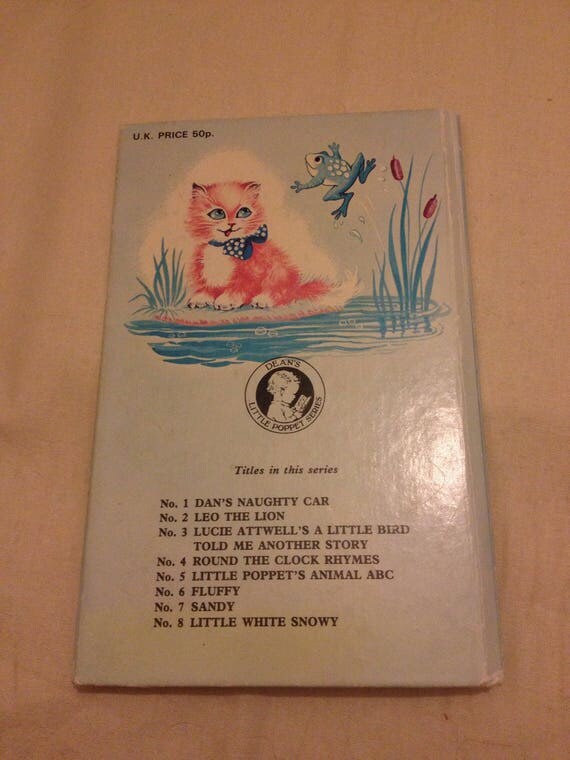 U.K. PRICE 50p.
DEAN'S
LITTLE POPPET SERIES
Titles in this series
No. 1 DAN'S NAUGHTY CAR
No. 2 LEO THE LION
No. 3 LUCIE ATTWELL'S A LITTLE BIRD
TOLD ME ANOTHER STORY
No. 4 ROUND THE CLOCK RHYMES
No. 5 LITTLE POPPET'S ANIMAL ABC
No. 6 FLUFFY
No. 7 SANDY
No. 8 LITTLE WHITE SNOWY